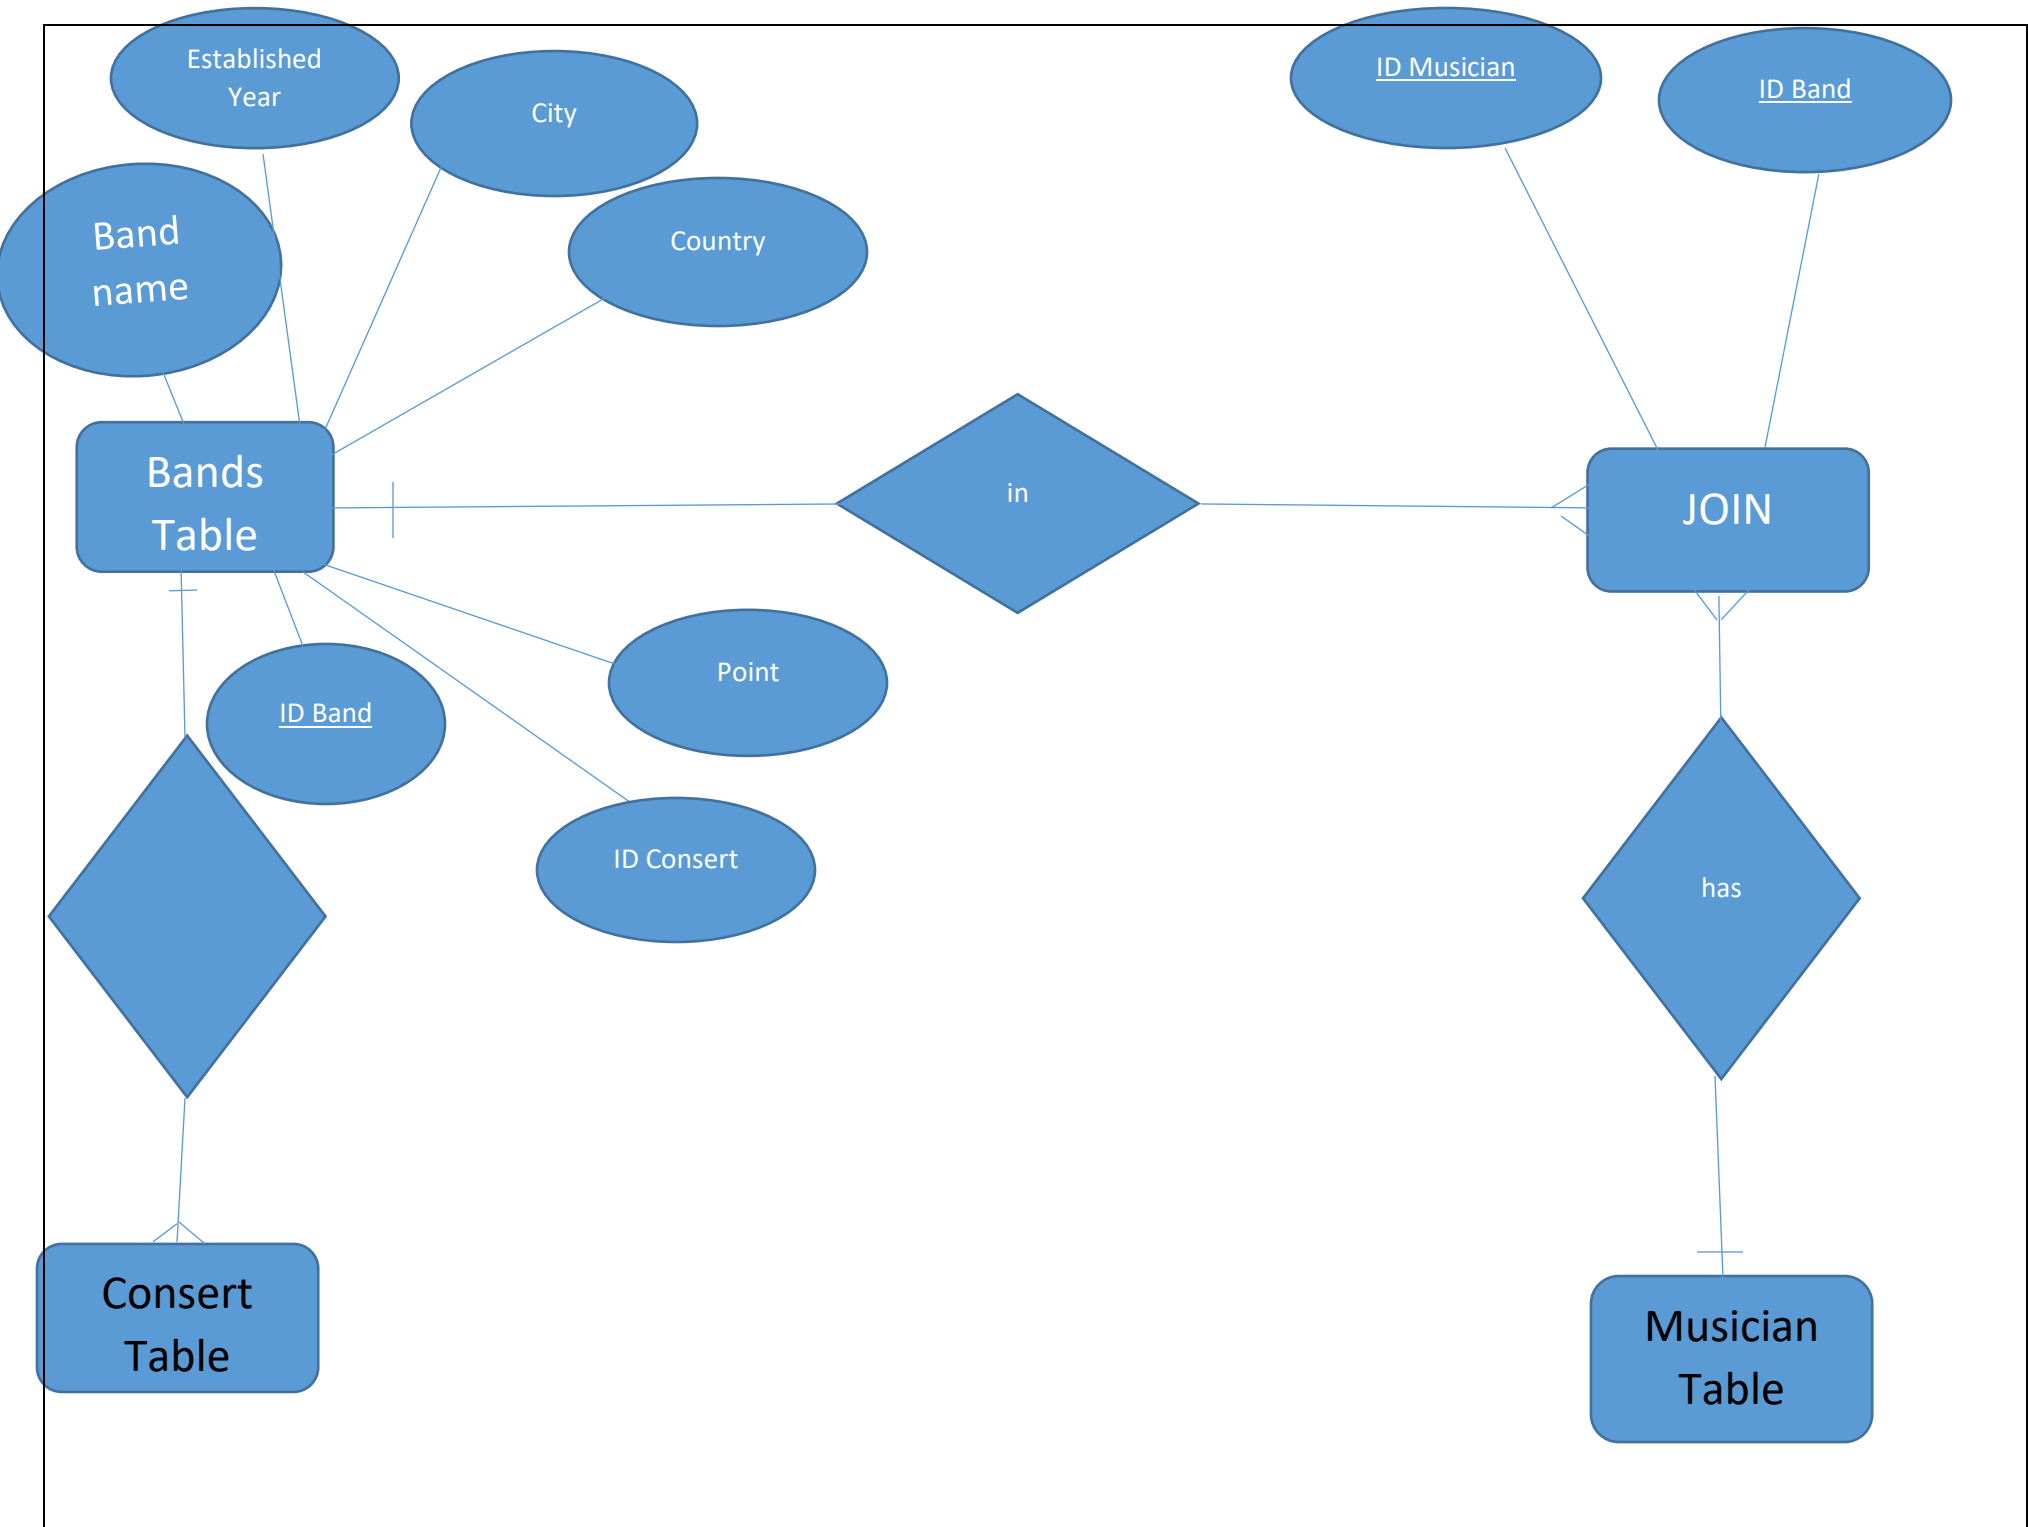 Established
Year
City
ID Musician
ID Band
Band
name
Country
Bands
Table
in
JOIN
Point
ID Band
ID Consert
has
Consert
Table
Musician
Table